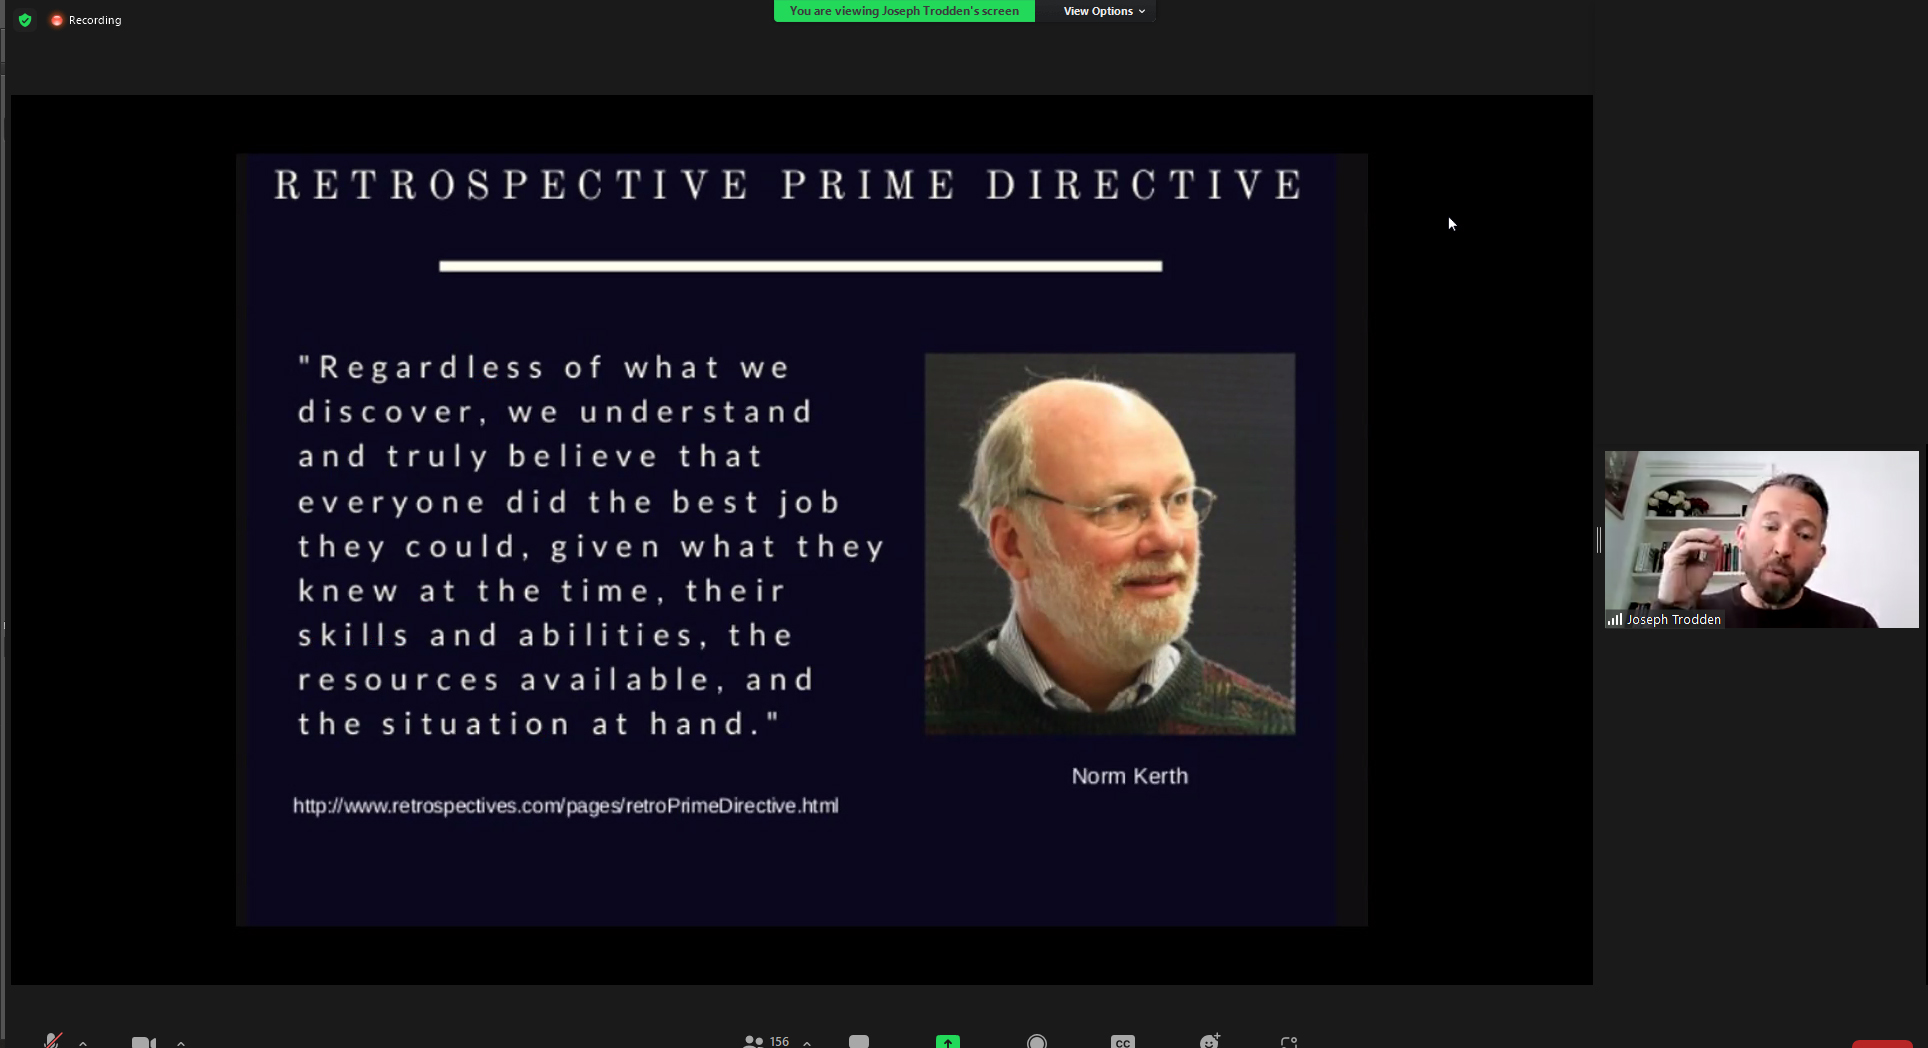 Recording
You are viewing Joseph Trodden's screen
View Options
RETROSPECTIVE PRIME DIRECTIVE
"Regardless of what we
discover, we understand
and truly believe that
everyone did the best job
they could, given what they
knew at the time, their
skills and abilities, the
resources available, and
the situation at hand."
Norm Kerth
http://www.retrospectives.com/pages/retroPrimeDirective.html
Joseph Trodden
156
CC